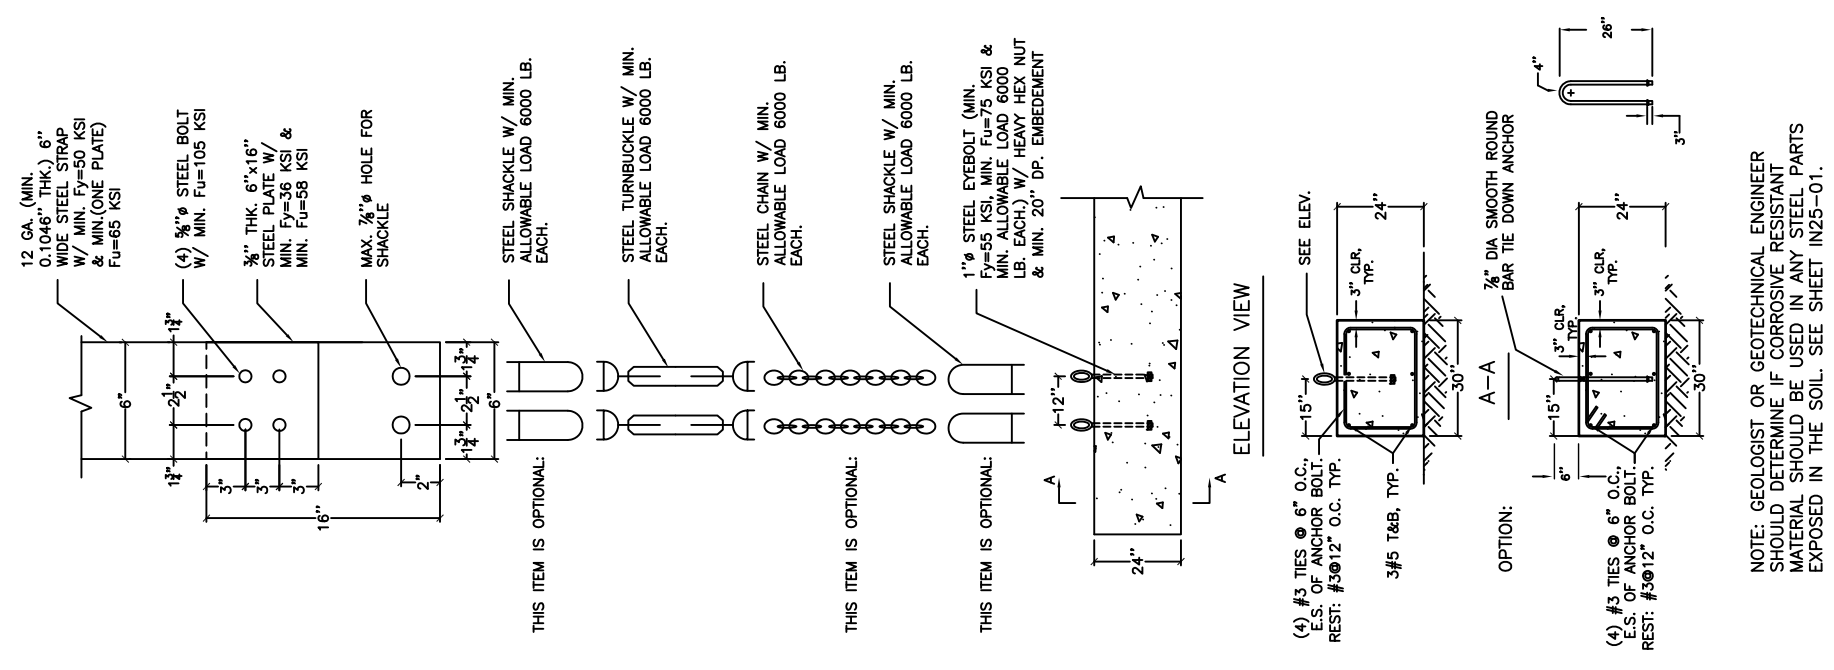 12 GA. (MIN.
0.1046" THK.) 6"
WIDE STEEL STRAP
W/ MIN. Fy=50 KSI
& MIN.(ONE PLATE)
Fu=65 KSI
(4) ⅝"ø STEEL BOLT
W/ MIN. Fu=105 KSI
⅜" THK. 6"x16"
STEEL PLATE W/
MIN. Fy=36 KSI &
MIN. Fu=58 KSI
MAX. ⅞"ø HOLE FOR
SHACKLE
STEEL SHACKLE W/ MIN.
ALLOWABLE LOAD 6000 LB.
EACH.
STEEL TURNBUCKLE W/ MIN.
ALLOWABLE LOAD 6000 LB.
EACH.
STEEL CHAIN W/ MIN.
ALLOWABLE LOAD 6000 LB.
EACH.
STEEL SHACKLE W/ MIN.
ALLOWABLE LOAD 6000 LB.
EACH.
1"ø STEEL EYEBOLT (MIN.
Fy=55 KSI, MIN. Fu=75 KSI &
MIN. ALLOWABLE LOAD 6000
LB. EACH.) W/ HEAVY HEX NUT
& MIN. 20" DP. EMBEDEMENT
6"
1¾"
2½"
1¾"
3"
3"
3"
16"
2"
1¾"
2½"
1¾"
6"
THIS ITEM IS OPTIONAL:
THIS ITEM IS OPTIONAL:
THIS ITEM IS OPTIONAL:
12"
24"
A
A
ELEVATION VIEW
SEE ELEV.
15"
3" CLR,
TYP.
24"
30"
(4) #3 TIES @ 6" O.C.,
E.S. OF ANCHOR BOLT.
REST: #3@12" O.C. TYP.
3#5 T&B, TYP.
A-A
OPTION:
⅞" DIA SMOOTH ROUND
BAR TIE DOWN ANCHOR
15"
6"
3" CLR,
TYP.
3" CLR,
TYP.
24"
30"
(4) #3 TIES @ 6" O.C.,
E.S. OF ANCHOR BOLT.
REST: #3@12" O.C. TYP.
4"
26"
3"
NOTE: GEOLOGIST OR GEOTECHNICAL ENGINEER
SHOULD DETERMINE IF CORROSIVE RESISTANT
MATERIAL SHOULD BE USED IN ANY STEEL PARTS
EXPOSED IN THE SOIL. SEE SHEET IN25-01.